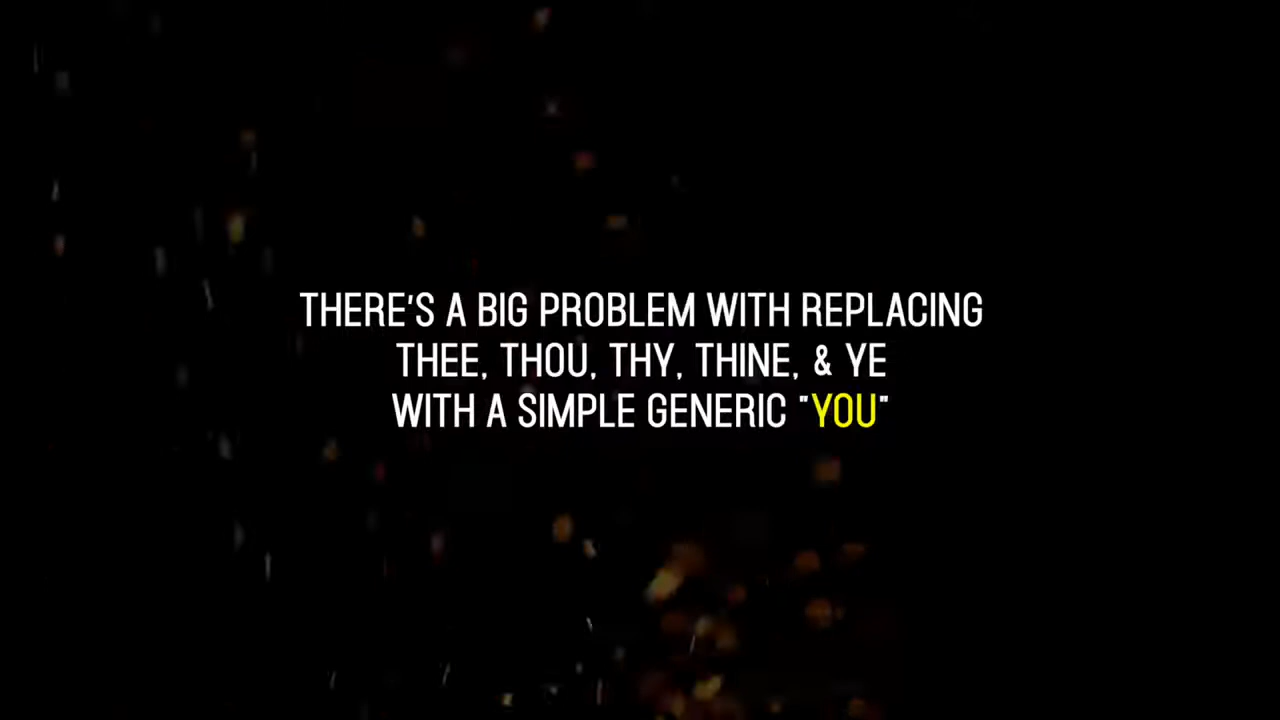 THERE'S A BIG PROBLEM WITH REPLACING
THEE, THOU, THY, THINE, & YE
WITH A SIMPLE GENERIC "YOU"